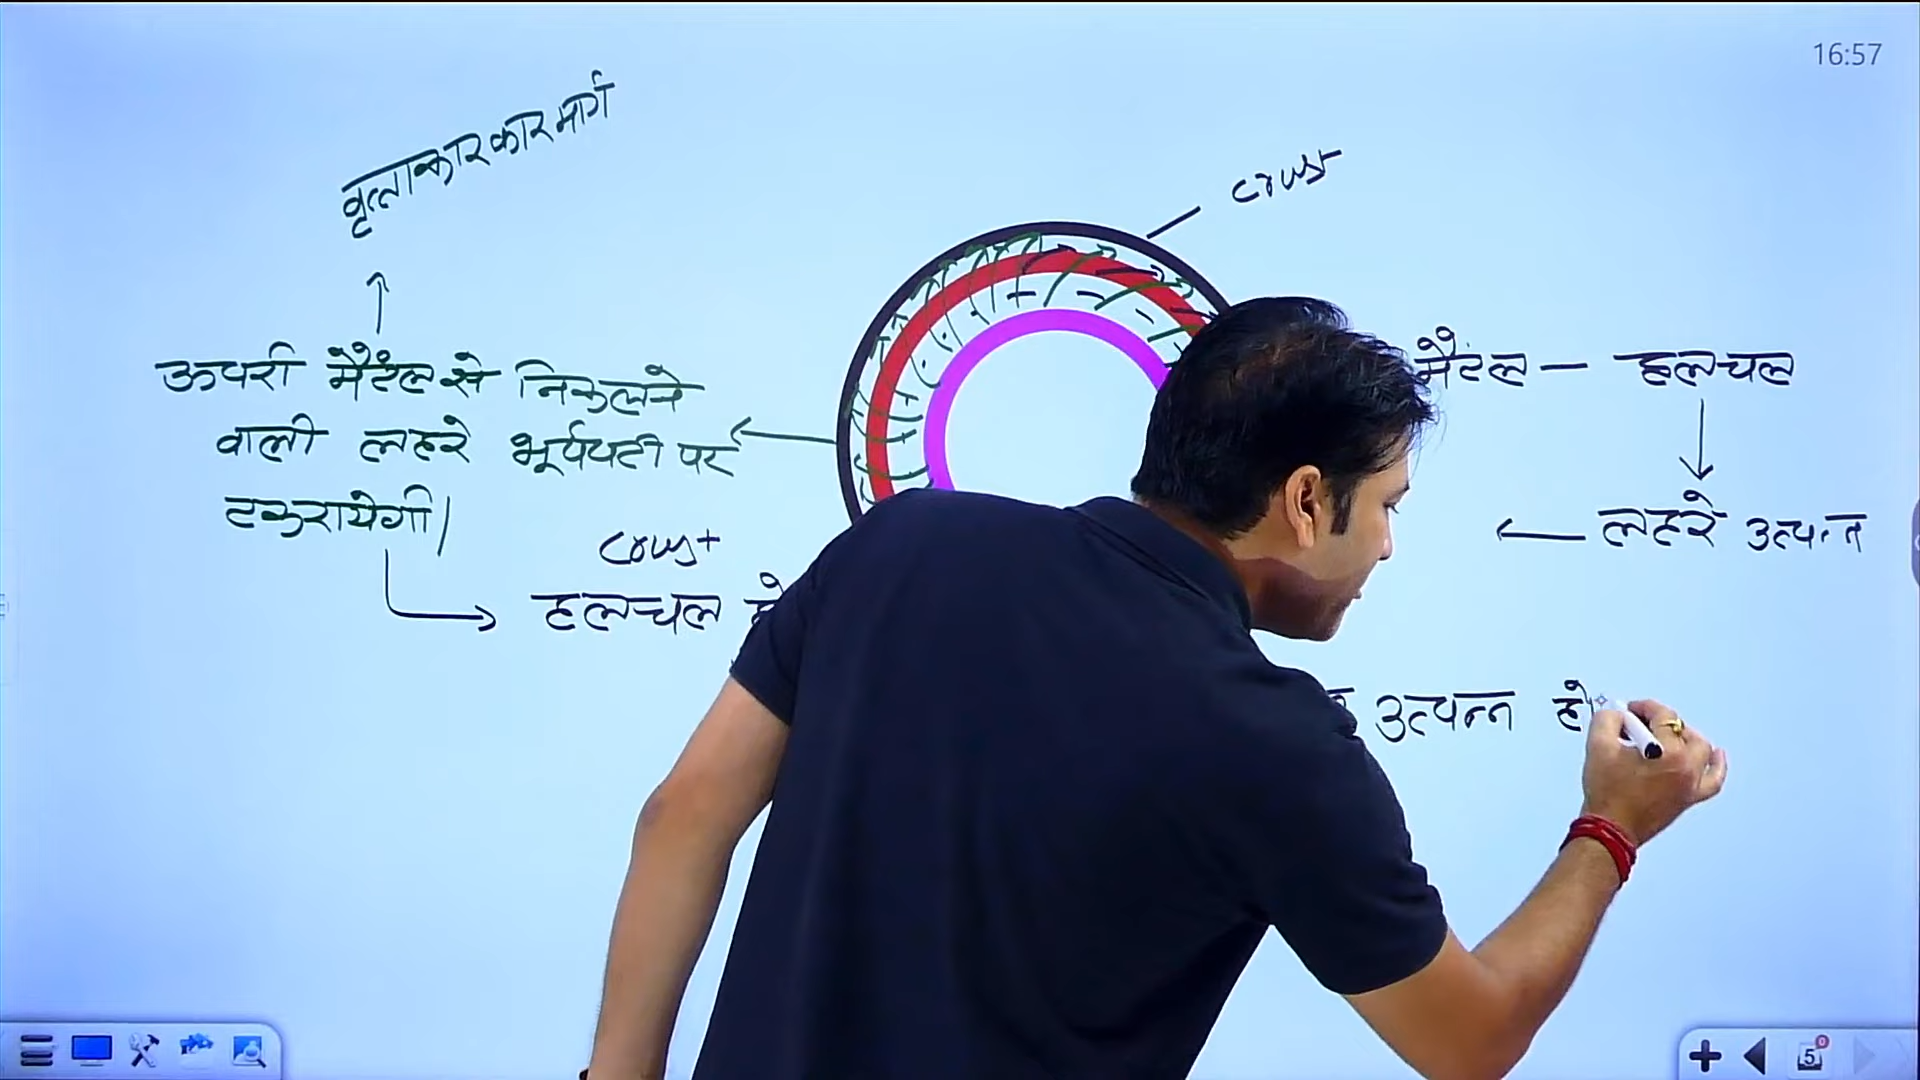 16:57
वृत्ताकार कार मार्ग
crust
ऊपरी मैंटल से निकलने
वाली लहरे भूपर्पटी पर
टकरायेगी।
crust
हलचल
मैंटल — हलचल
लहरे उत्पन्न
उत्पन्न
5